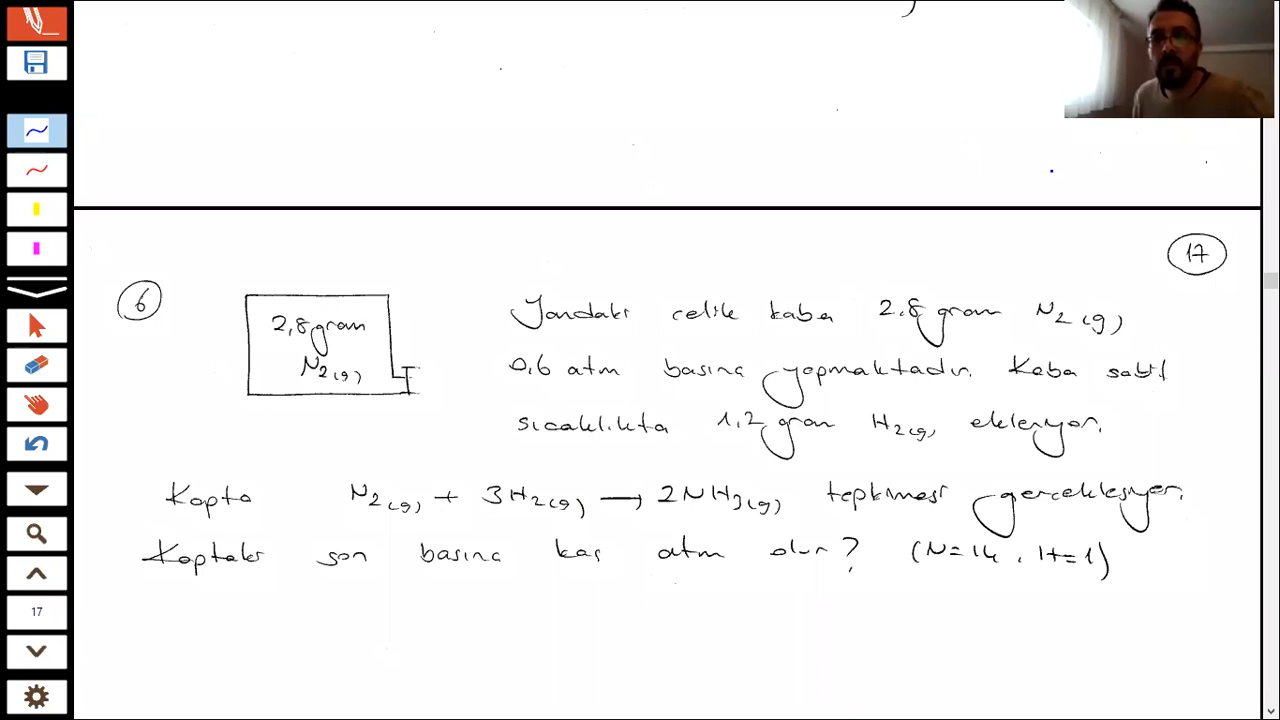 17
6
2,8 gram
N2(g)
Yandaki çelik kaba 2.8 gram N2(g)
0,6 atm basınç yapmaktadır. Kaba sabit
sıcaklıkta 1,2 gram H2(g) ekleniyor.
Kapta N2(g) + 3H2(g) → 2NH3(g) tepkimesi gerçekleşiyor.
Kaptaki son basınç kaç atm olur? (N=14, H=1)
17